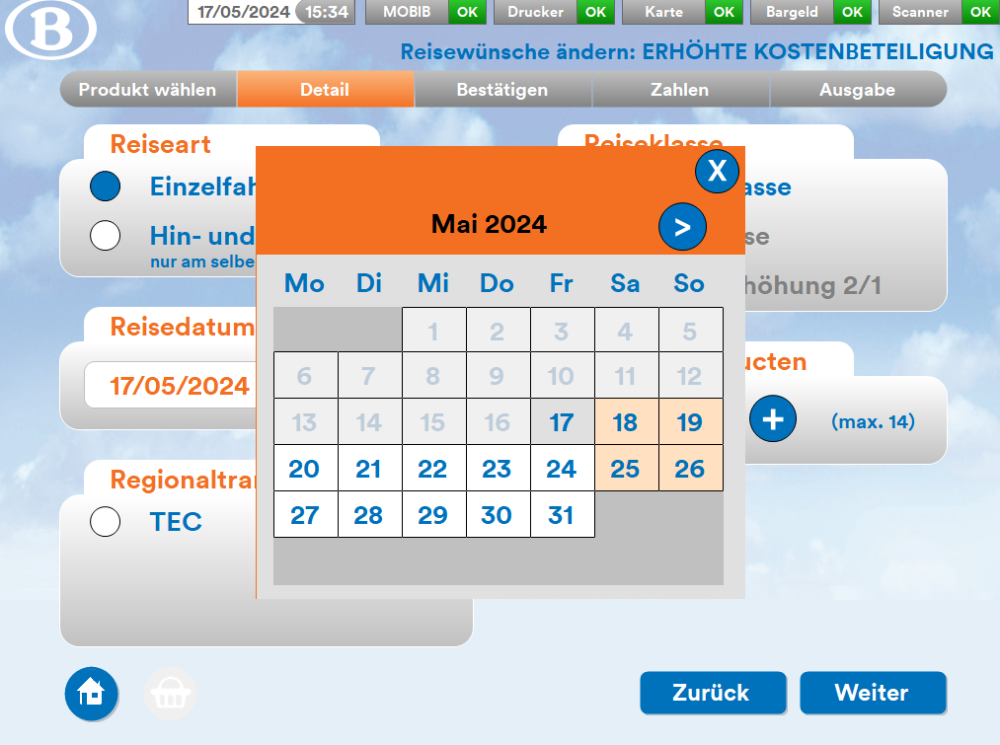 B
17/05/2024 15:34 MOBIB OK Drucker OK Karte OK Bargeld OK Scanner OK
Reisewünsche ändern: ERHÖHTE KOSTENBETEILIGUNG
Produkt wählen Detail Bestätigen Zahlen Ausgabe
Reiseart
Einzelfah
Hin- und
nur am selbe
Reiseklasse
asse
se
höhung 2/1
Reisedatum
17/05/2024
ucten
+ (max. 14)
Regionaltra
TEC
X
Mai 2024 >
Mo Di Mi Do Fr Sa So
1 2 3 4 5
6 7 8 9 10 11 12
13 14 15 16 17 18 19
20 21 22 23 24 25 26
27 28 29 30 31
Zurück Weiter